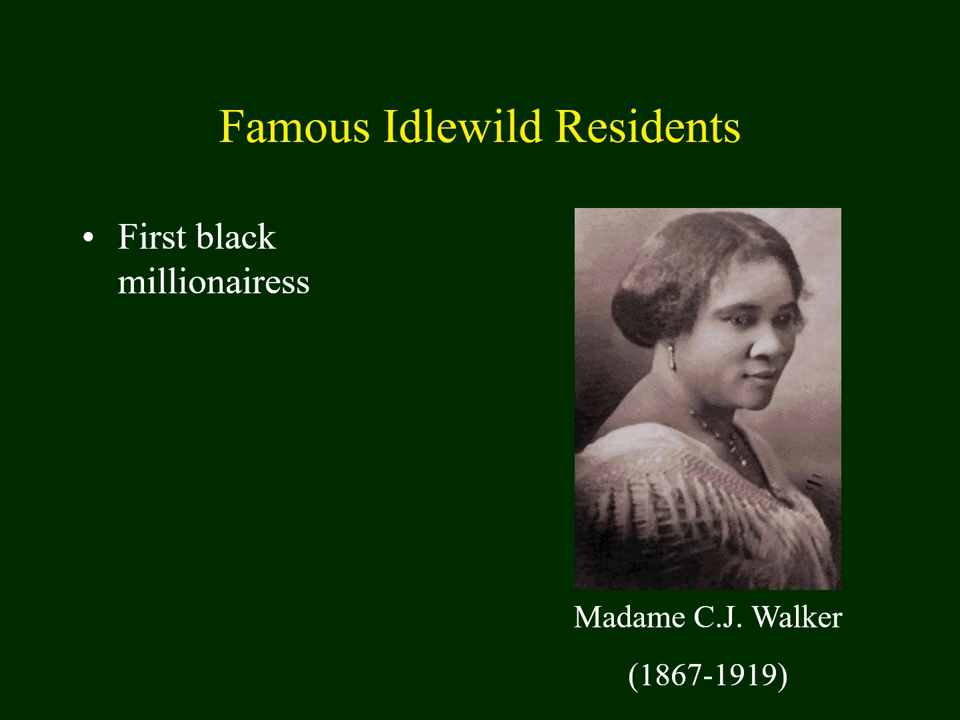 Famous Idlewild Residents
• First black
millionairess
Madame C.J. Walker
(1867-1919)